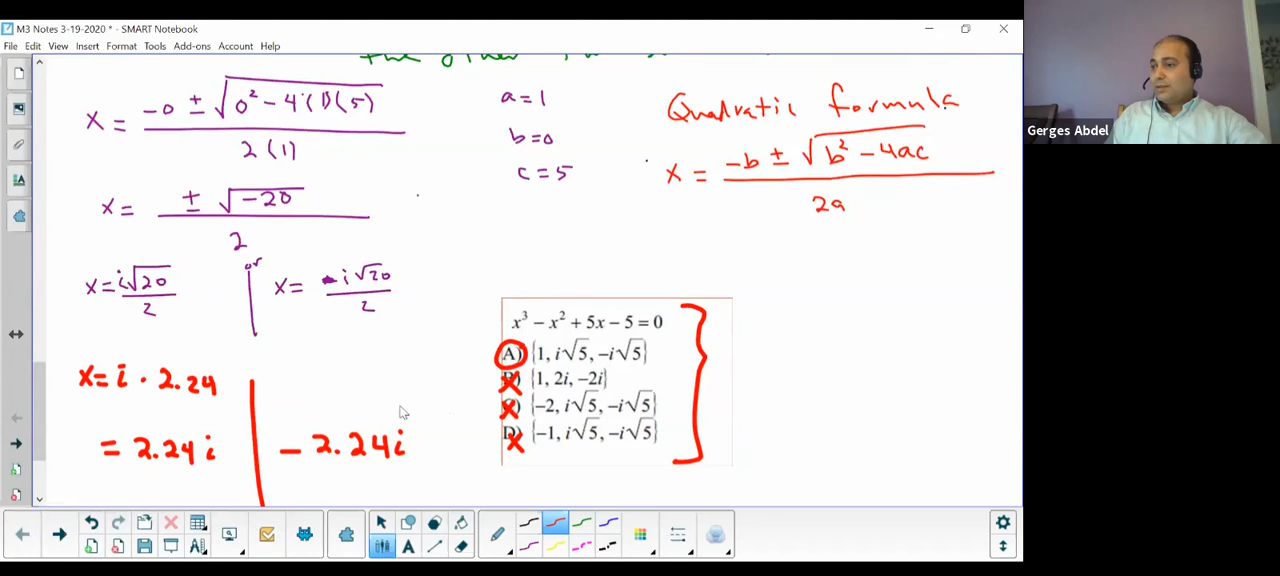 M3 Notes 3-19-2020 * - SMART Notebook
File Edit View Insert Format Tools Add-ons Account Help
the other
x = -0 ± √0² - 4(1)(5) / 2(1)
a = 1
b = 0
c = 5
Quadratic formula
x = -b ± √b² - 4ac / 2a
x = ± √-20 / 2
x = i√20 / 2
or
x = -i√20 / 2
x = i · 2.24
= 2.24i
- 2.24i
x³ - x² + 5x - 5 = 0
A) {1, i√5, -i√5}
B) {1, 2i, -2i}
C) {-2, i√5, -i√5}
D) {-1, i√5, -i√5}
Gerges Abdel